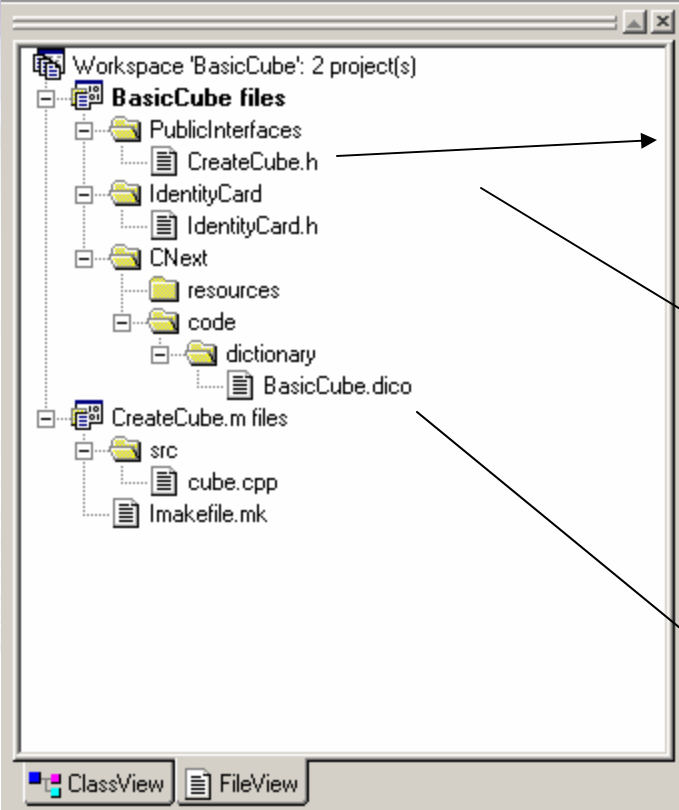 Workspace 'BasicCube': 2 project(s)
BasicCube files
PublicInterfaces
CreateCube.h
IdentityCard
IdentityCard.h
CNext
resources
code
dictionary
BasicCube.dico
CreateCube.m files
src
cube.cpp
Imakefile.mk
ClassView FileView